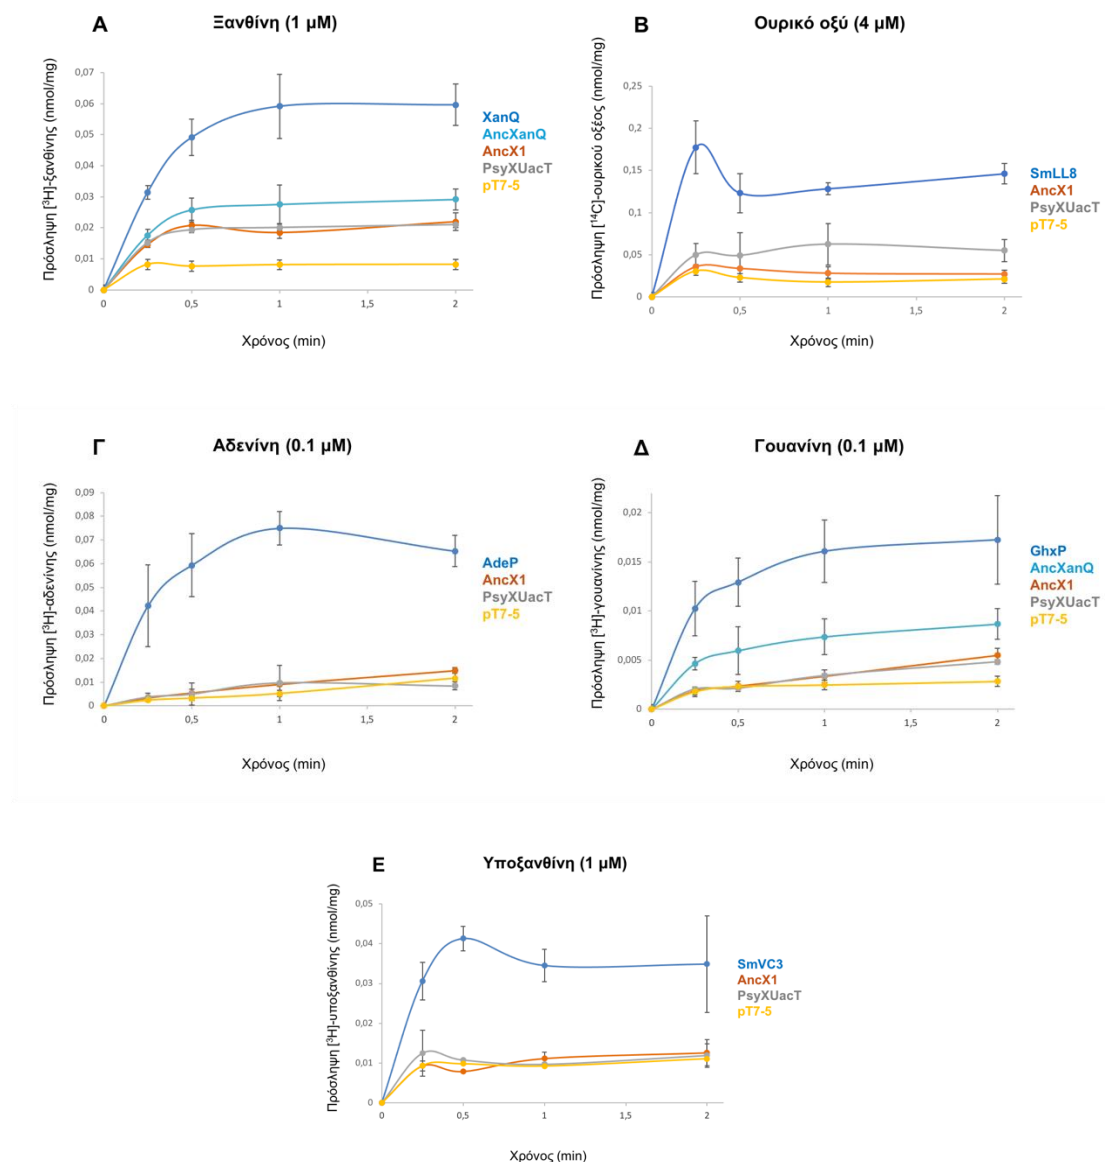 Α
Ξανθίνη (1 μM)
Πρόσληψη [³H]-ξανθίνης (nmol/mg)
0,07
0,06
0,05
0,04
0,03
0,02
0,01
0
0
0,5
1
1,5
2
Χρόνος (min)
XanQ
AncXanQ
AncX1
PsyXUacT
pT7-5
Β
Ουρικό οξύ (4 μM)
Πρόσληψη [¹⁴C]-ουρικού οξέος (nmol/mg)
0,25
0,2
0,15
0,1
0,05
0
0
0,5
1
1,5
2
Χρόνος (min)
SmLL8
AncX1
PsyXUacT
pT7-5
Γ
Αδενίνη (0.1 μM)
Πρόσληψη [³H]-αδενίνης (nmol/mg)
0,09
0,08
0,07
0,06
0,05
0,04
0,03
0,02
0,01
0
0
0,5
1
1,5
2
Χρόνος (min)
AdeP
AncX1
PsyXUacT
pT7-5
Δ
Γουανίνη (0.1 μM)
Πρόσληψη [³H]-γουανίνης (nmol/mg)
0,02
0,015
0,01
0,005
0
0
0,5
1
1,5
2
Χρόνος (min)
GhxP
AncXanQ
AncX1
PsyXUacT
pT7-5
Ε
Υποξανθίνη (1 μM)
Πρόσληψη [³H]-υποξανθίνης (nmol/mg)
0,05
0,04
0,03
0,02
0,01
0
0
0,5
1
1,5
2
Χρόνος (min)
SmVC3
AncX1
PsyXUacT
pT7-5